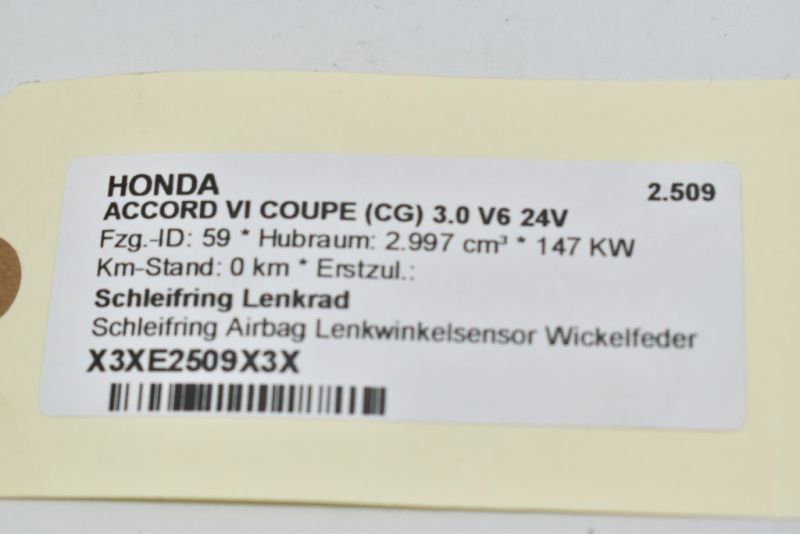 HONDA 2.509
ACCORD VI COUPE (CG) 3.0 V6 24V
Fzg.-ID: 59 * Hubraum: 2.997 cm³ * 147 KW
Km-Stand: 0 km * Erstzul.:
Schleifring Lenkrad
Schleifring Airbag Lenkwinkelsensor Wickelfeder
X3XE2509X3X